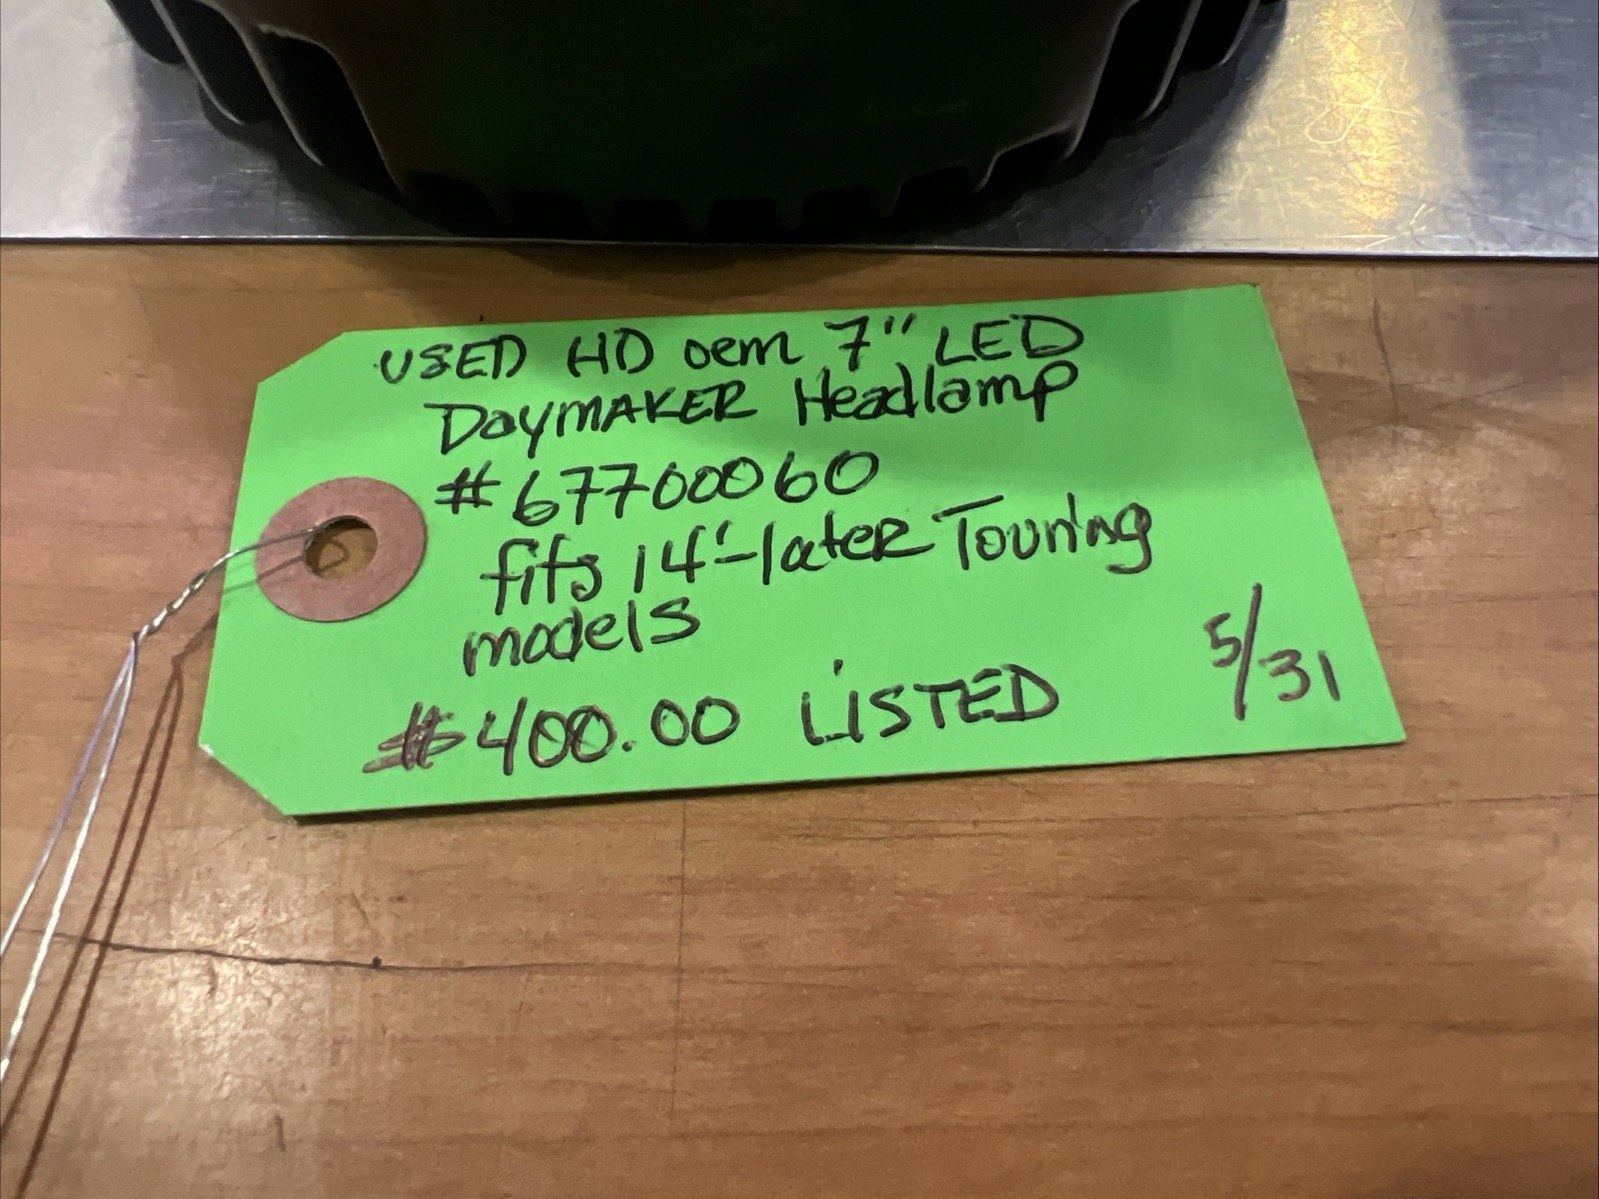 USED HD oem 7" LED
DayMAKER Headlamp
#67700060
fits 14'-later Touring
models
$400.00 LISTED 5/31